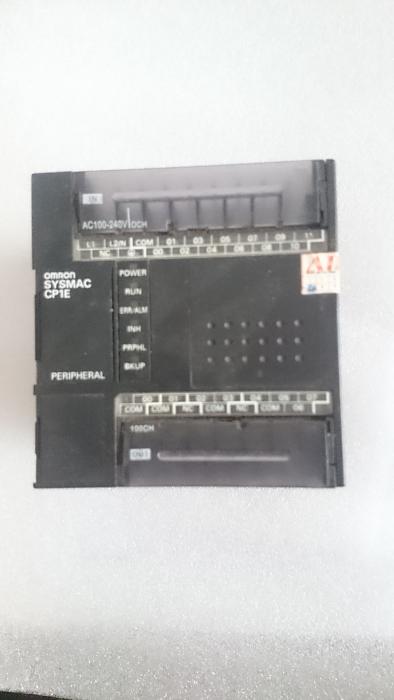 IN
AC100-240V 0CH
L1 L2/N COM 01 03 05 07 09 11
NC 00 02 04 06 08 10
omron
SYSMAC
CP1E
POWER
RUN
ERR/ALM
INH
PRPHL
BKUP
PERIPHERAL
00 01 02 03 04 05 07
COM COM NC COM NC COM 06
100CH
OUT